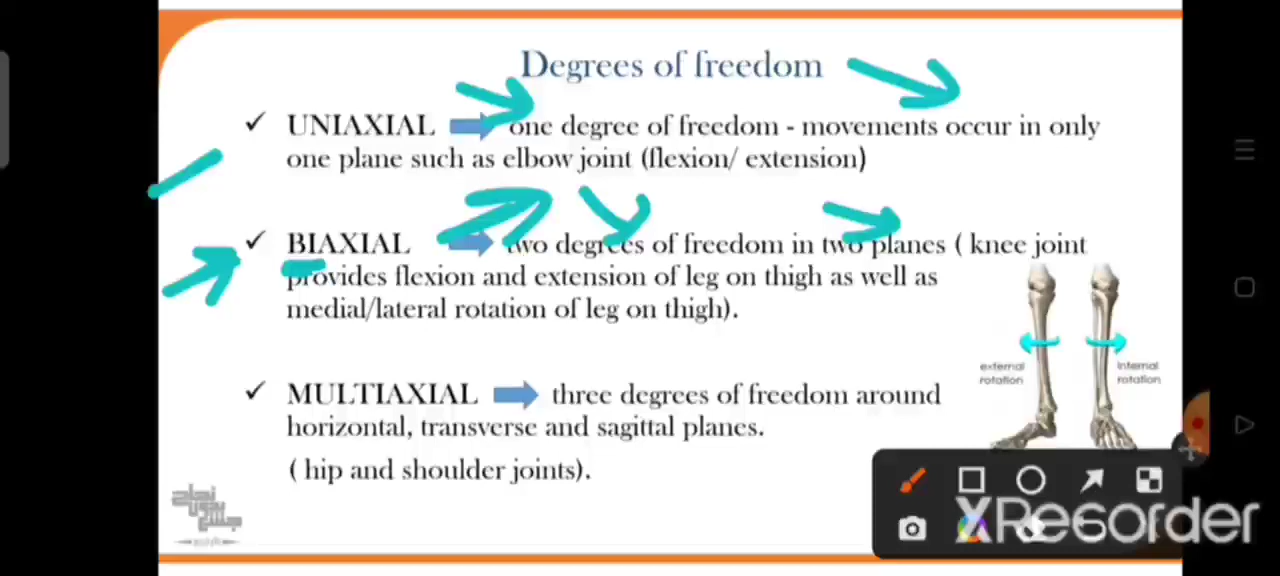 Degrees of freedom
✓ UNIAXIAL ➡ one degree of freedom - movements occur in only
one plane such as elbow joint (flexion/ extension)
✓ BIAXIAL ➡ two degrees of freedom in two planes ( knee joint
provides flexion and extension of leg on thigh as well as
medial/lateral rotation of leg on thigh).
external
rotation
internal
rotation
✓ MULTIAXIAL ➡ three degrees of freedom around
horizontal, transverse and sagittal planes.
( hip and shoulder joints).
XRecorder